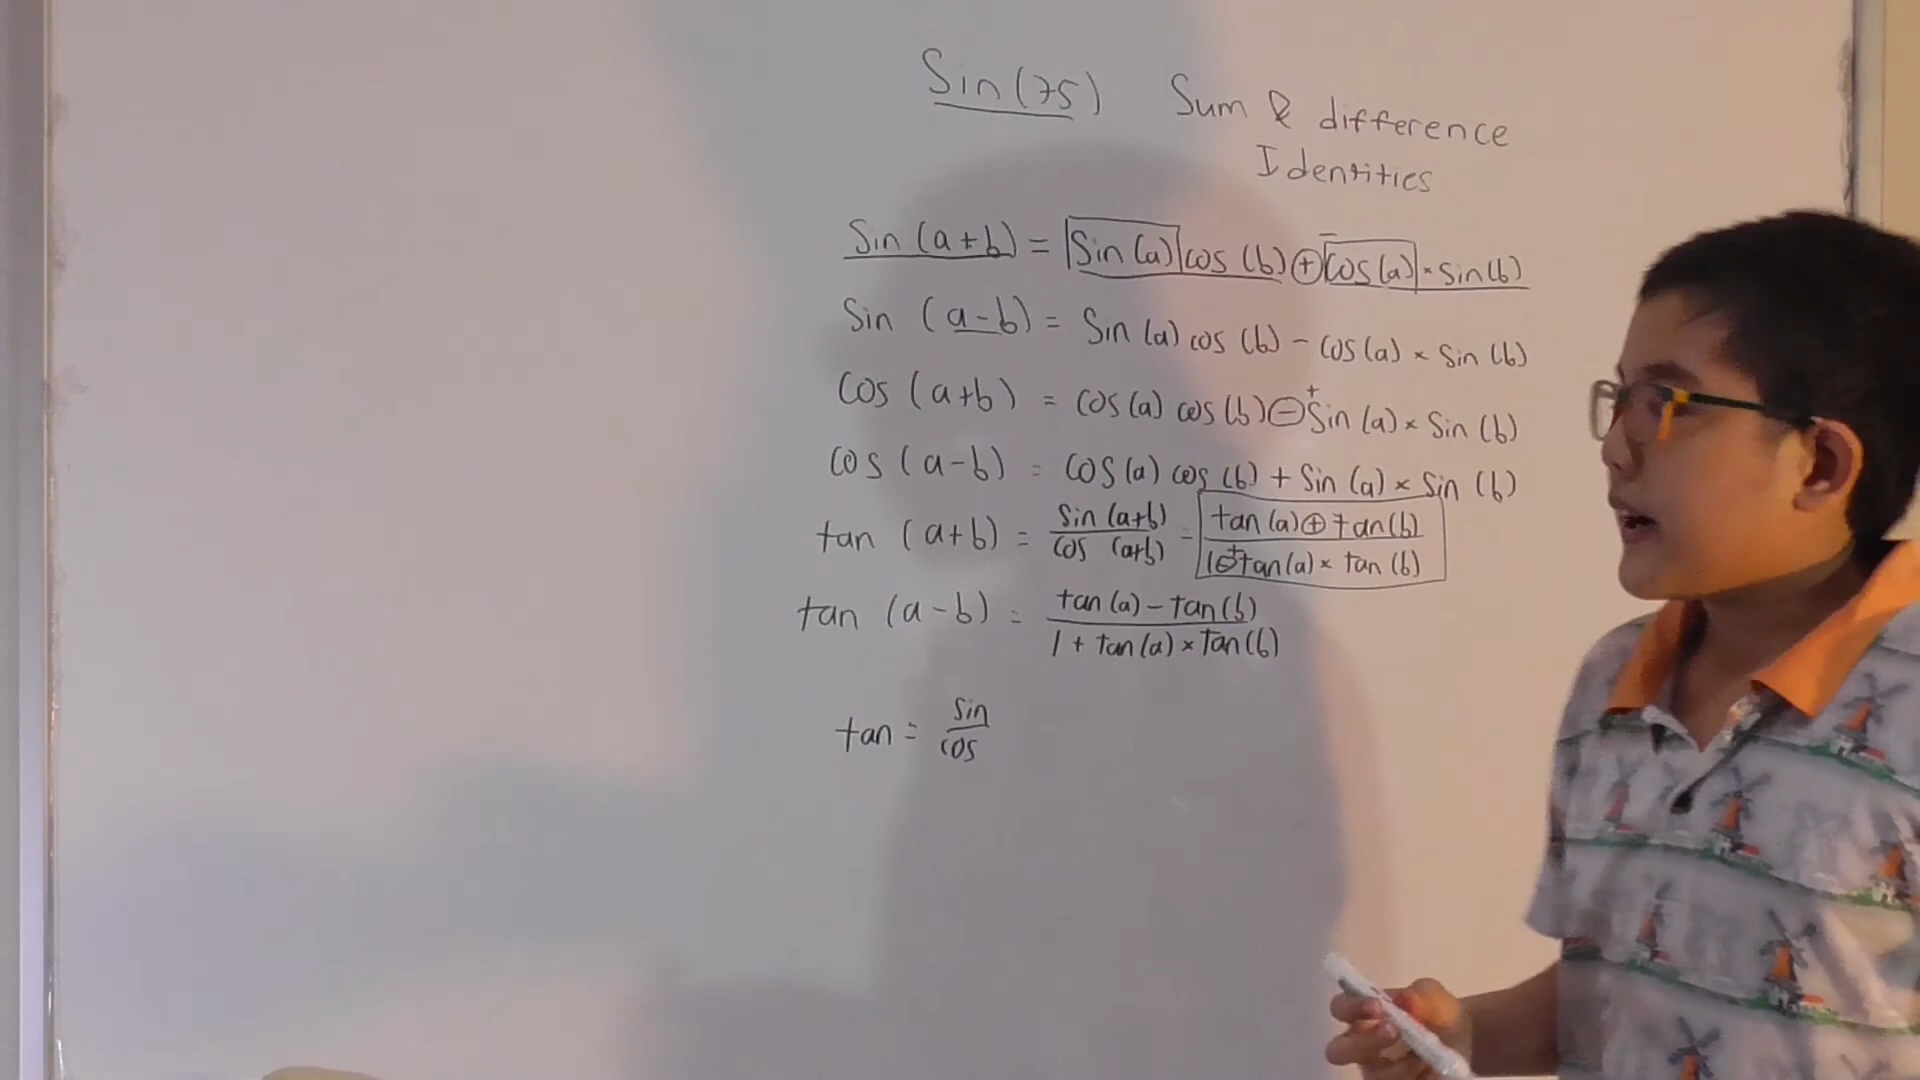 Sin(75) Sum & difference
Identities
Sin (a+b) = Sin (a) cos (b) + cos (a) · sin(b)
Sin (a-b) = Sin (a) cos (b) - cos (a) × Sin (b)
Cos (a+b) = cos (a) cos (b) - + Sin (a) × Sin (b)
cos (a-b) = cos (a) cos (b) + Sin (a) × Sin (b)
tan (a+b) = Sin (a+b) / cos (a+b) = tan (a) + tan (b) / 1 - + tan (a) × tan (b)
tan (a-b) = tan (a) - tan (b) / 1 + tan (a) × tan (b)
tan = Sin / cos